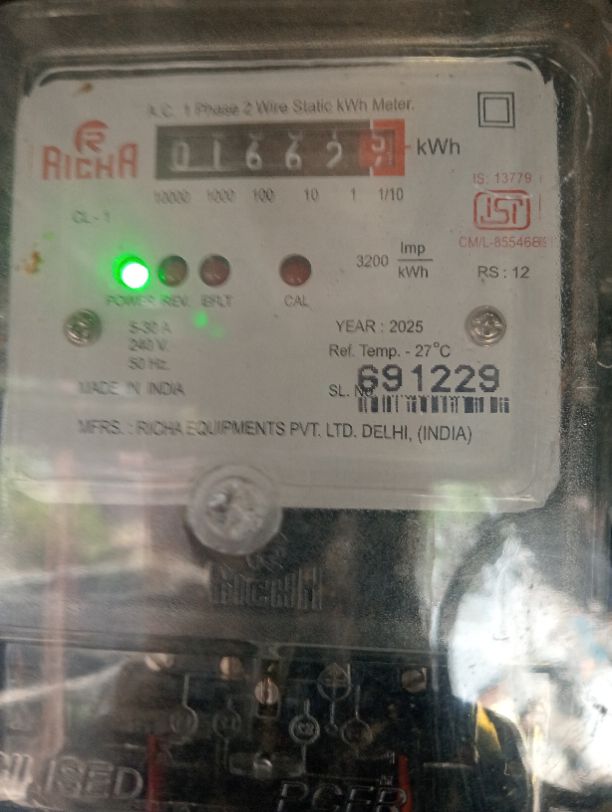 A.C. 1 Phase 2 Wire Static kWh Meter.
RICHA
0 1 6 6 2 kWh
10000 1000 100 10 1 1/10
IS: 13779
ISI
CL-1
3200 Imp/kWh
RS : 12
POWER REV. E/FLT CAL
5-30 A
240 V.
50 Hz.
YEAR : 2025
Ref. Temp. - 27°C
MADE IN INDIA
SL. No
691229
MFRS. : RICHA EQUIPMENTS PVT. LTD. DELHI, (INDIA)
RICHA